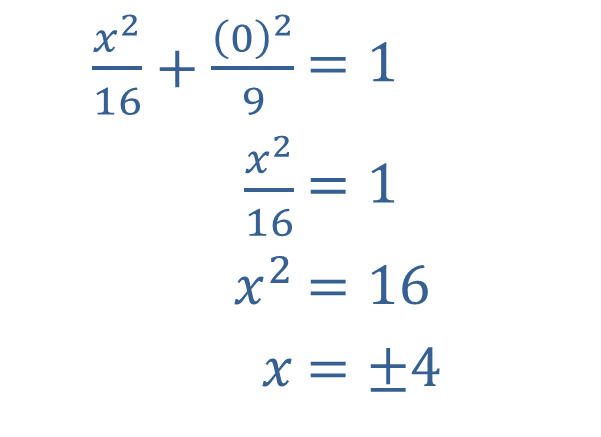 x²/16 + (0)²/9 = 1
x²/16 = 1
x² = 16
x = ±4